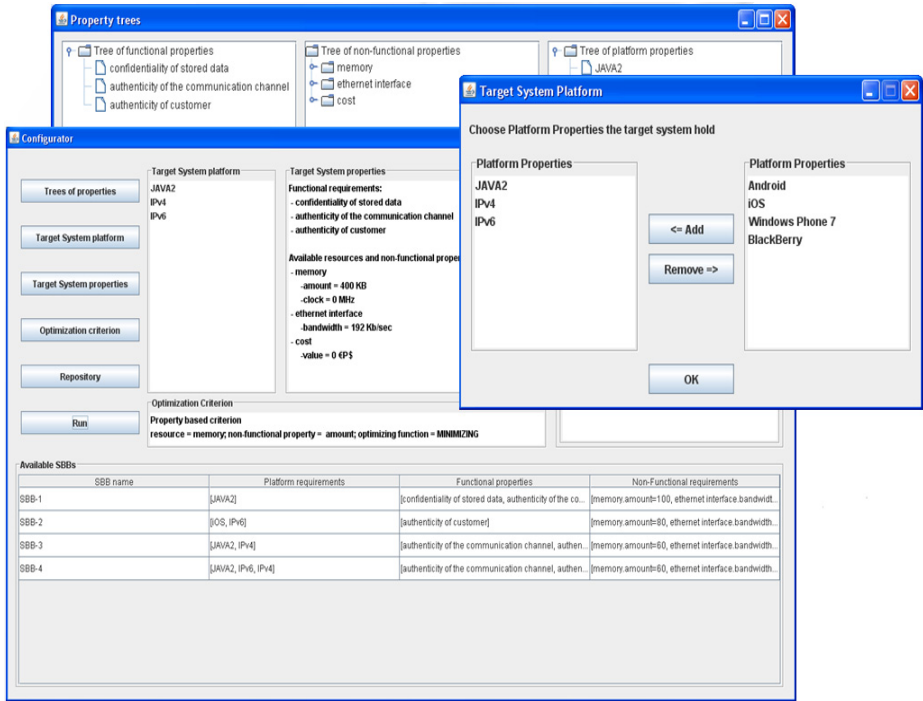 Property trees
Tree of functional properties
confidentiality of stored data
authenticity of the communication channel
authenticity of customer
Tree of non-functional properties
memory
ethernet interface
cost
Tree of platform properties
JAVA2
Target System Platform
Choose Platform Properties the target system hold
Platform Properties
JAVA2
IPv4
IPv6
<= Add
Remove =>
OK
Platform Properties
Android
iOS
Windows Phone 7
BlackBerry
Configurator
Trees of properties
Target System platform
Target System properties
Optimization criterion
Repository
Run
Target System platform
JAVA2
IPv4
IPv6
Target System properties
Functional requirements:
- confidentiality of stored data
- authenticity of the communication channel
- authenticity of customer
Available resources and non-functional proper
- memory
-amount = 400 KB
-clock = 0 MHz
- ethernet interface
-bandwidth = 192 Kb/sec
- cost
-value = 0 €P$
Optimization Criterion
Property based criterion
resource = memory; non-functional property = amount; optimizing function = MINIMIZING
Available SBBs
SBB name Platform requirements Functional properties Non-Functional requirements
SBB-1 [JAVA2] [confidentiality of stored data, authenticity of the co... [memory.amount=100, ethernet interface.bandwidt...
SBB-2 [iOS, IPv6] [authenticity of customer] [memory.amount=80, ethernet interface.bandwidth...
SBB-3 [JAVA2, IPv4] [authenticity of the communication channel, authen... [memory.amount=60, ethernet interface.bandwidth...
SBB-4 [JAVA2, IPv6, IPv4] [authenticity of the communication channel, authen... [memory.amount=60, ethernet interface.bandwidth...